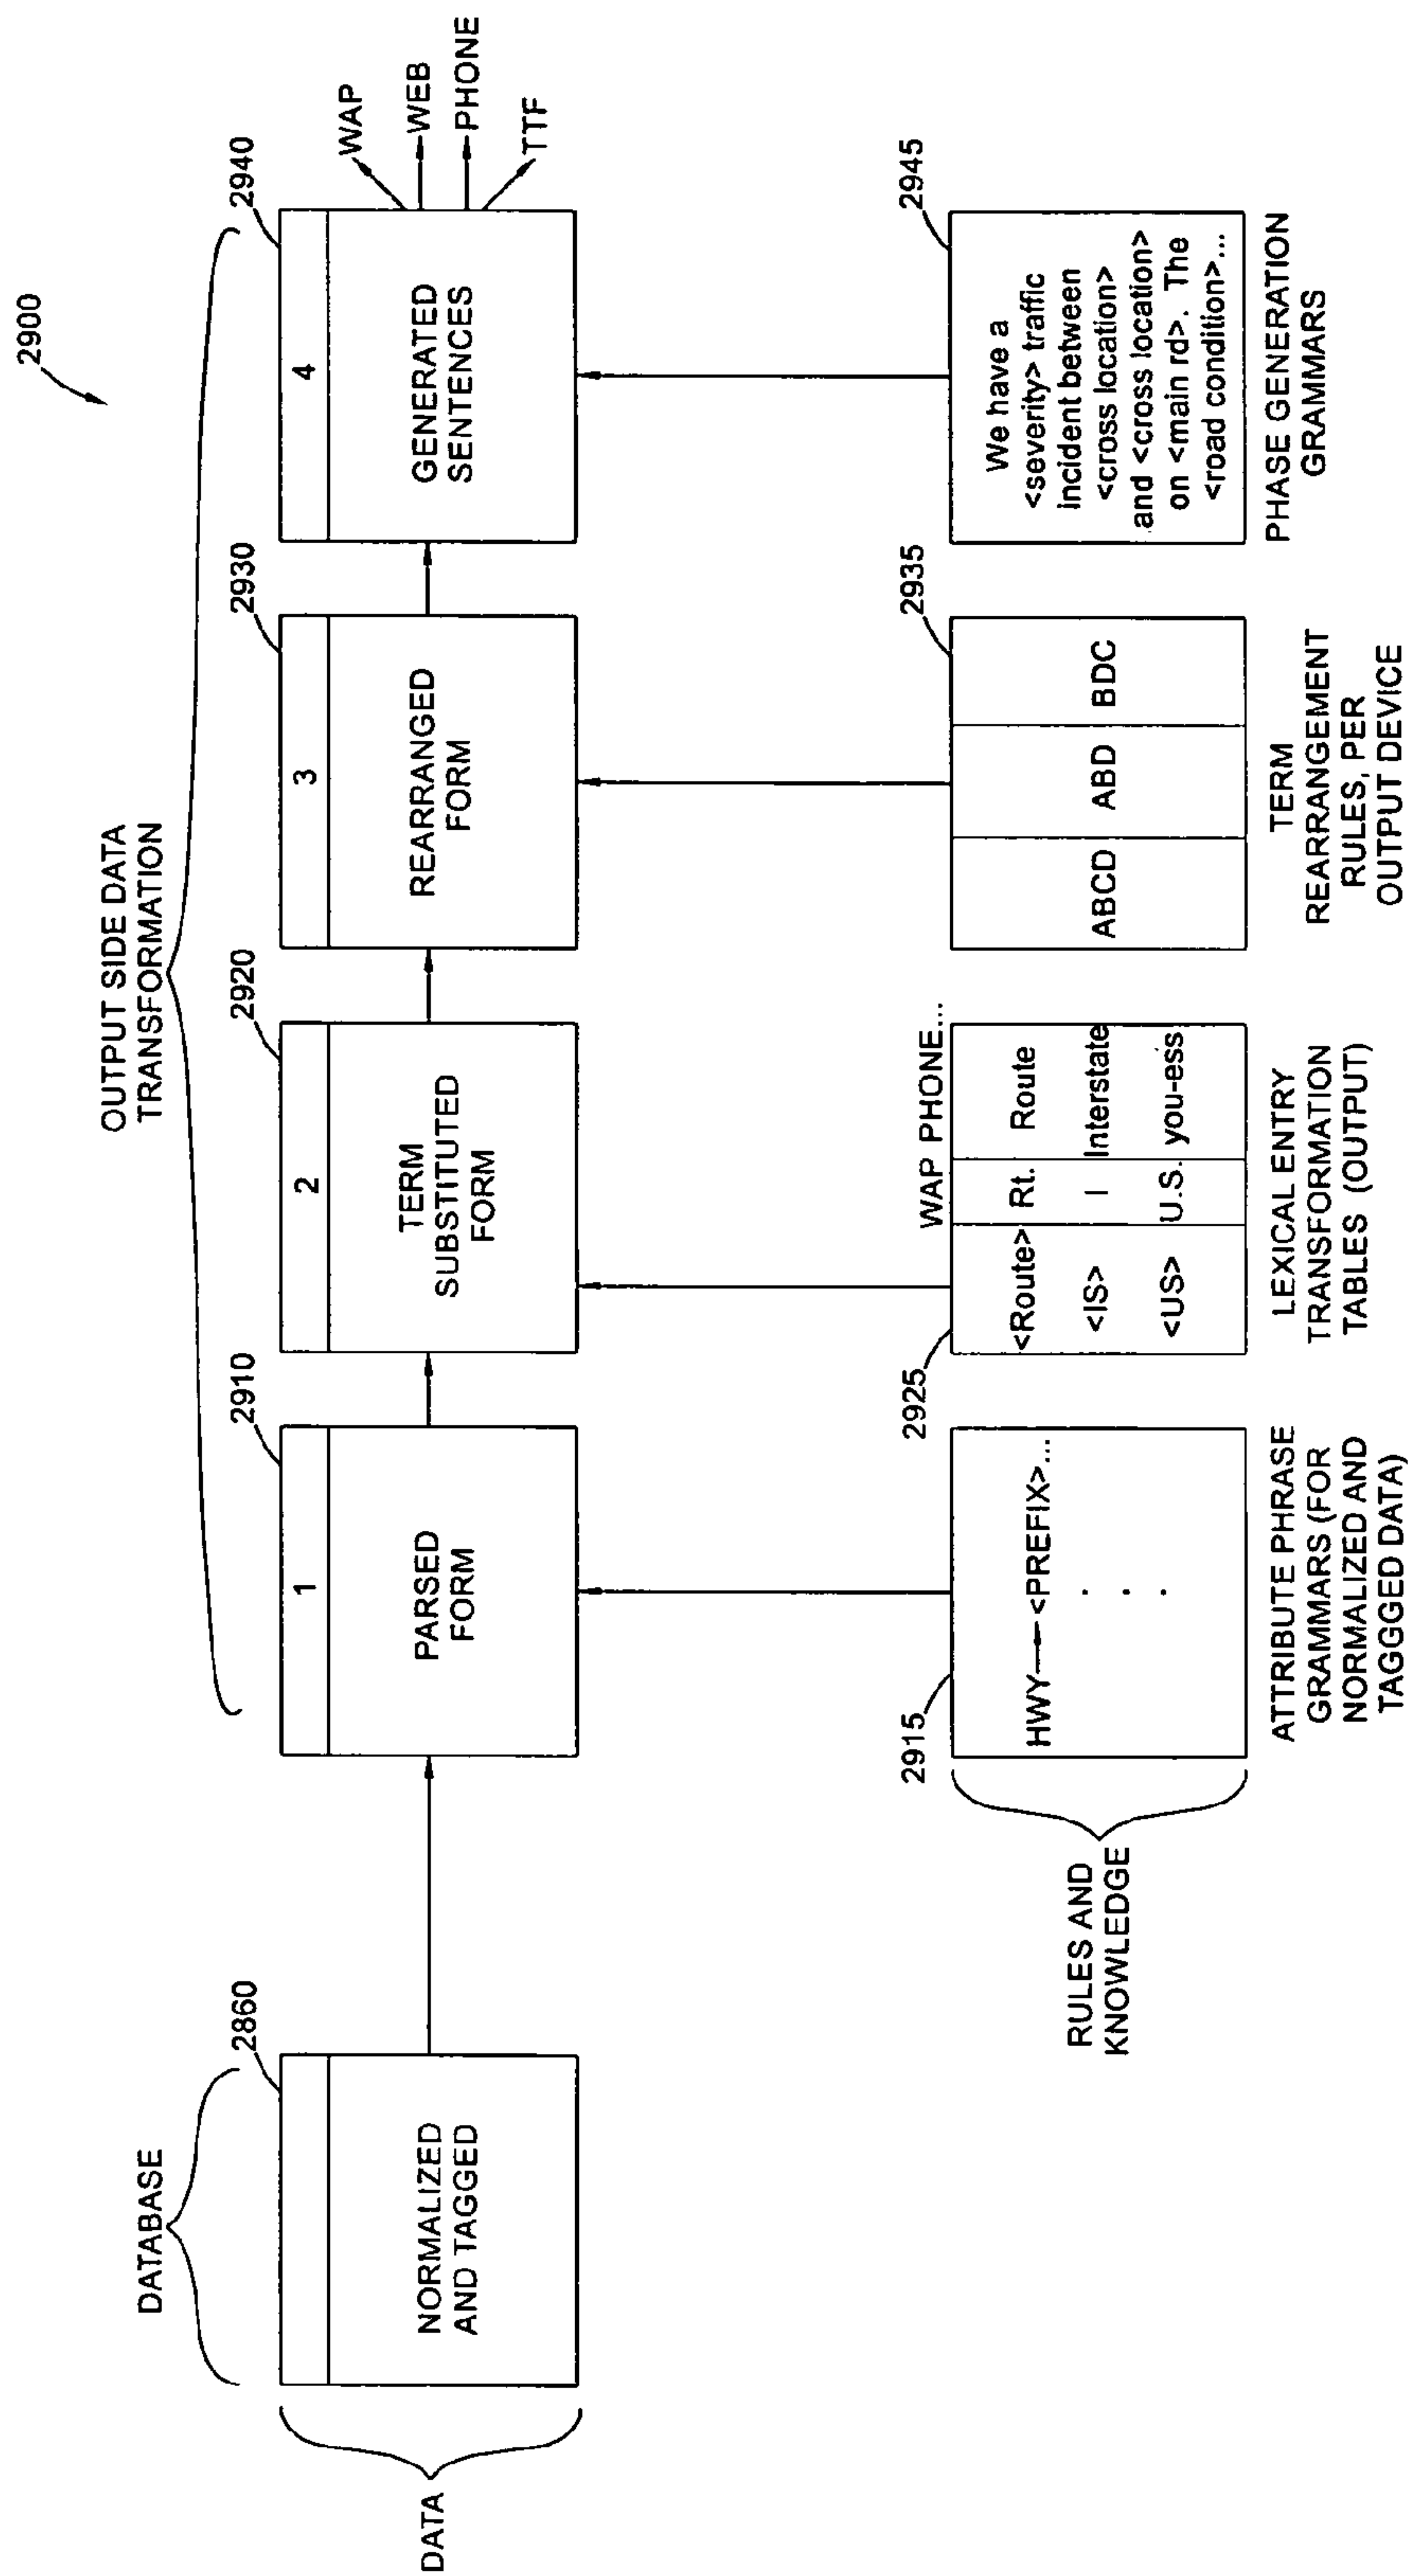 2900
DATABASE
OUTPUT SIDE DATA
TRANSFORMATION
DATA
2860
NORMALIZED
AND TAGGED
2910
1
PARSED
FORM
2920
2
TERM
SUBSTITUTED
FORM
2930
3
REARRANGED
FORM
2940
4
GENERATED
SENTENCES
WAP
WEB
PHONE
TTF
RULES AND
KNOWLEDGE
2915
HWY <PREFIX>...
.
.
.
ATTRIBUTE PHRASE
GRAMMARS (FOR
NORMALIZED AND
TAGGED DATA)
2925
WAP PHONE...
<Route> Rt. Route
<IS> I Interstate
<US> U.S. you-ess
LEXICAL ENTRY
TRANSFORMATION
TABLES (OUTPUT)
2935
ABCD ABD BDC
TERM
REARRANGEMENT
RULES, PER
OUTPUT DEVICE
2945
We have a
<severity> traffic
incident between
<cross location>
and <cross location>
on <main rd>. The
<road condition>...
PHASE GENERATION
GRAMMARS